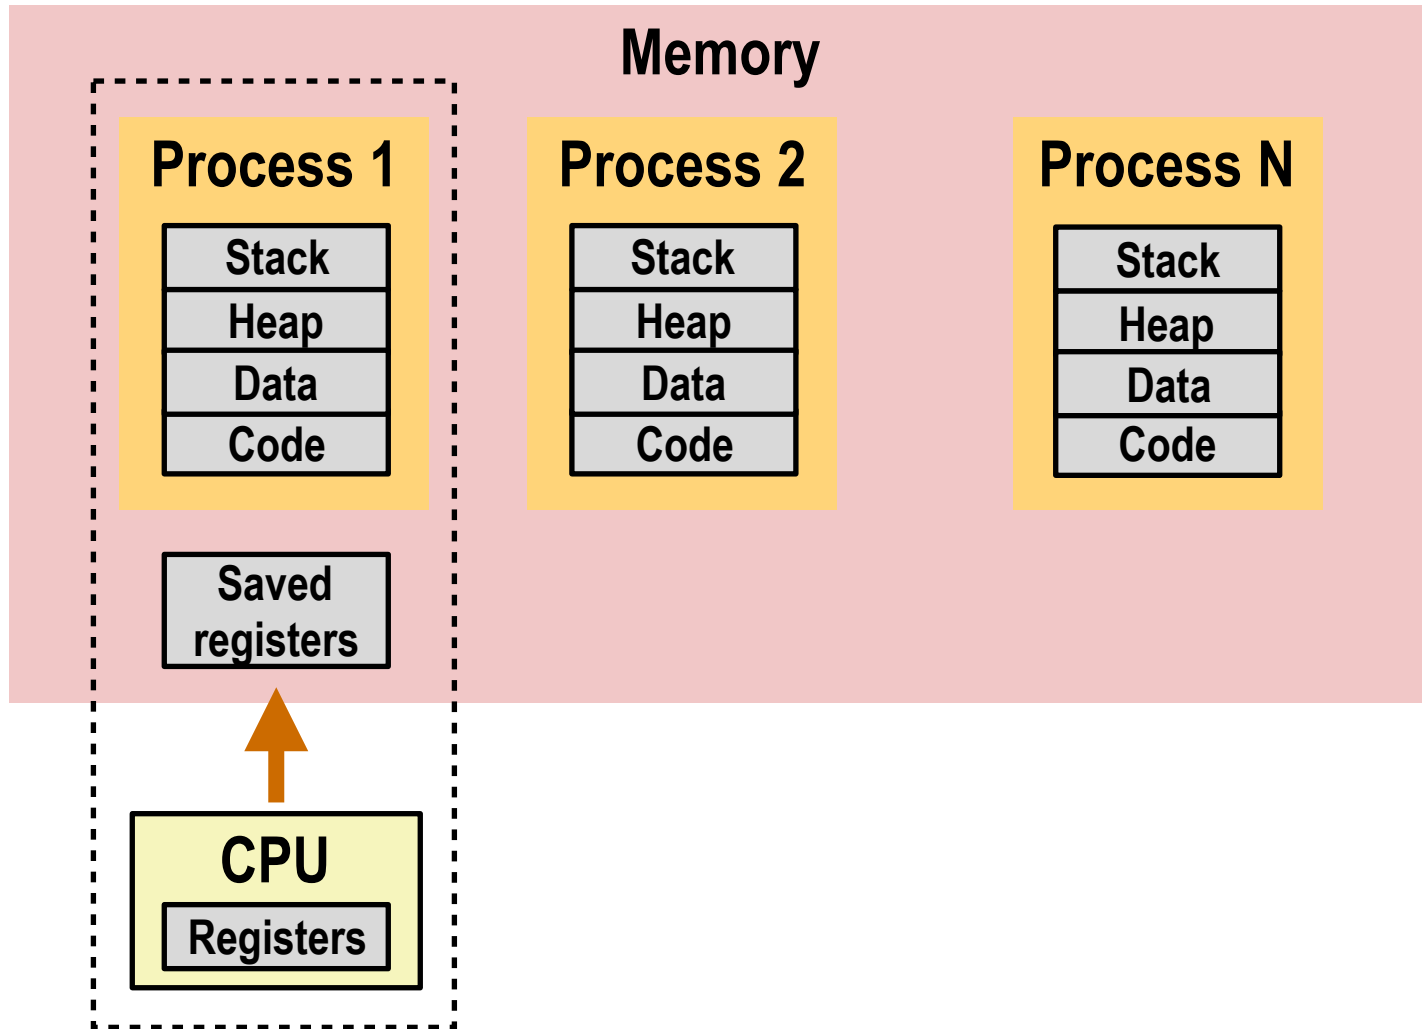 Memory
Process 1
Stack
Heap
Data
Code
Saved
registers
CPU
Registers
Process 2
Stack
Heap
Data
Code
Process N
Stack
Heap
Data
Code